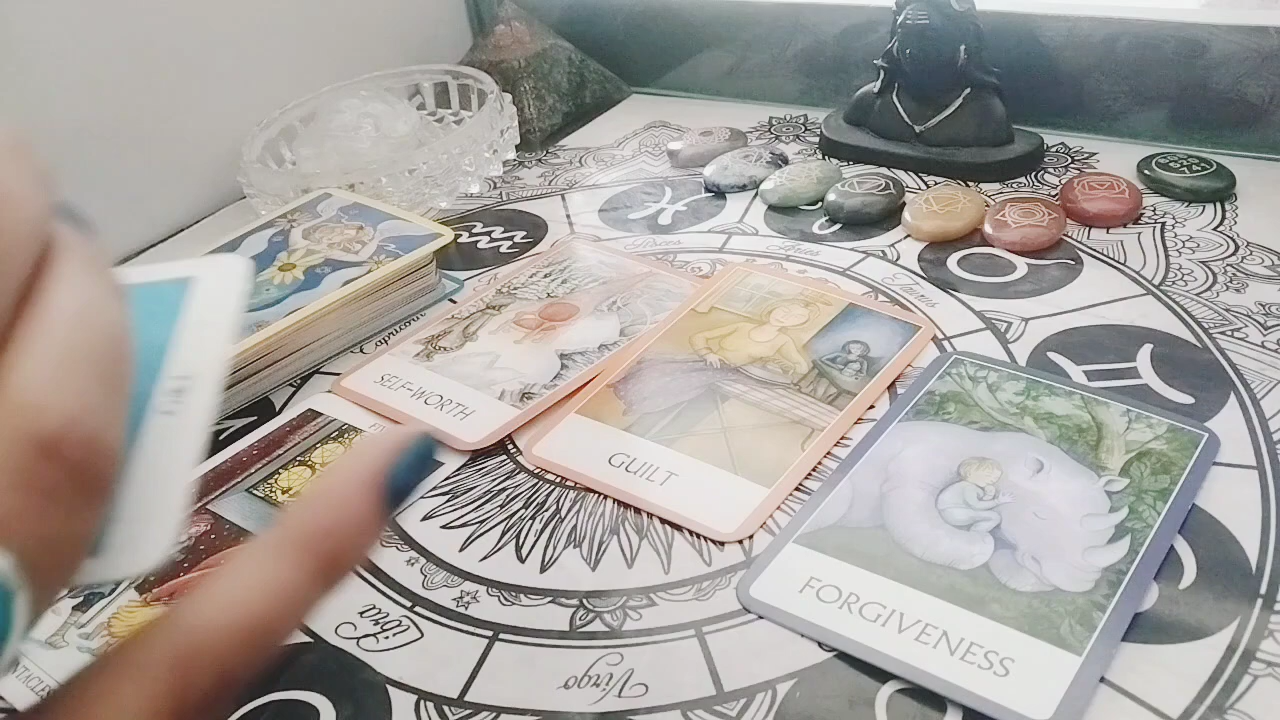 Pisces
Aries
Taurus
Capricorn
SELF-WORTH
GUILT
FORGIVENESS
Libra
Virgo